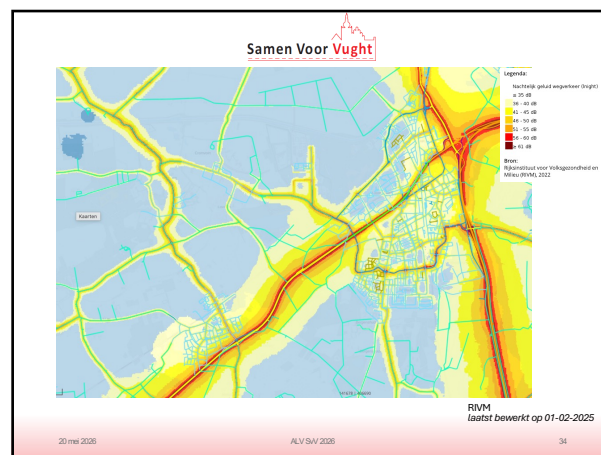 Samen Voor Vught
Legenda:
Nachtelijk geluid wegverkeer (lnight)
≤ 35 dB
36 - 40 dB
41 - 45 dB
46 - 50 dB
51 - 55 dB
56 - 60 dB
≥ 61 dB
Bron:
Rijksinstituut voor Volksgezondheid en
Milieu (RIVM), 2022
Kaarten
RIVM
laatst bewerkt op 01-02-2025
20 mei 2026
ALV SvV 2026
34